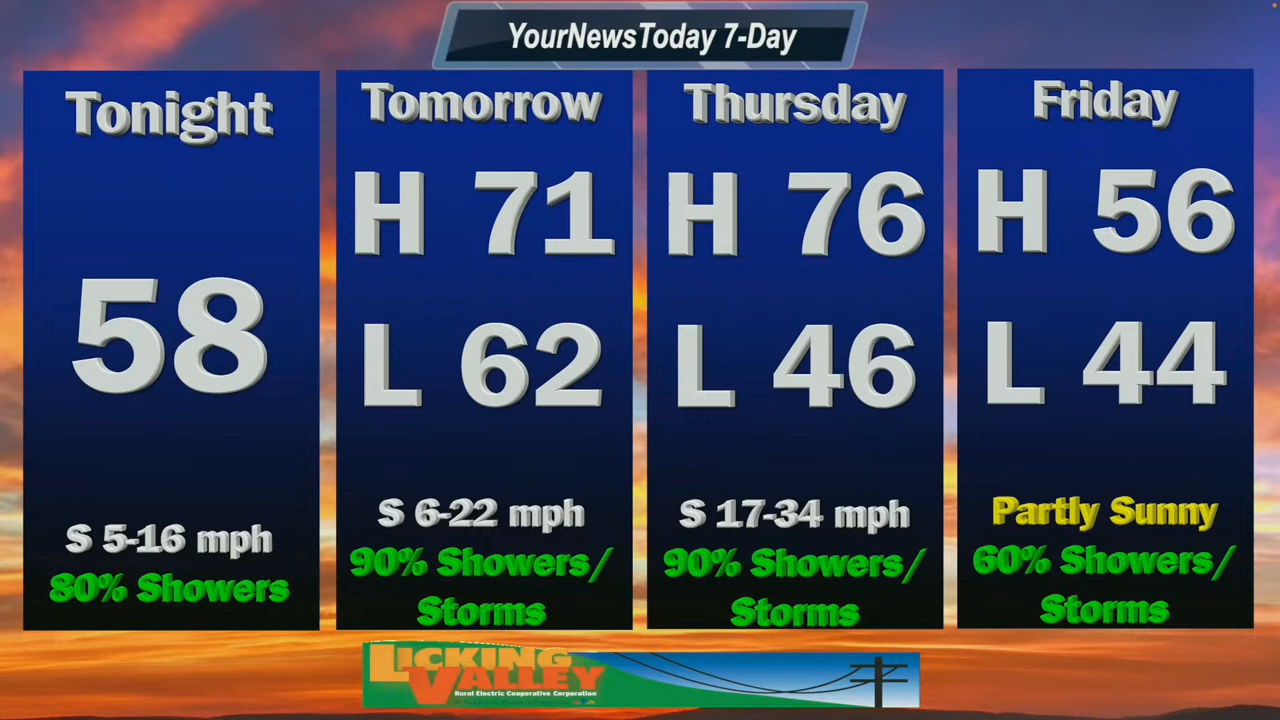 YourNewsToday 7-Day
Tonight
58
S 5-16 mph
80% Showers
Tomorrow
H 71
L 62
S 6-22 mph
90% Showers/
Storms
Thursday
H 76
L 46
S 17-34 mph
90% Showers/
Storms
Friday
H 56
L 44
Partly Sunny
60% Showers/
Storms
LICKING
VALLEY
Rural Electric Cooperative Corporation